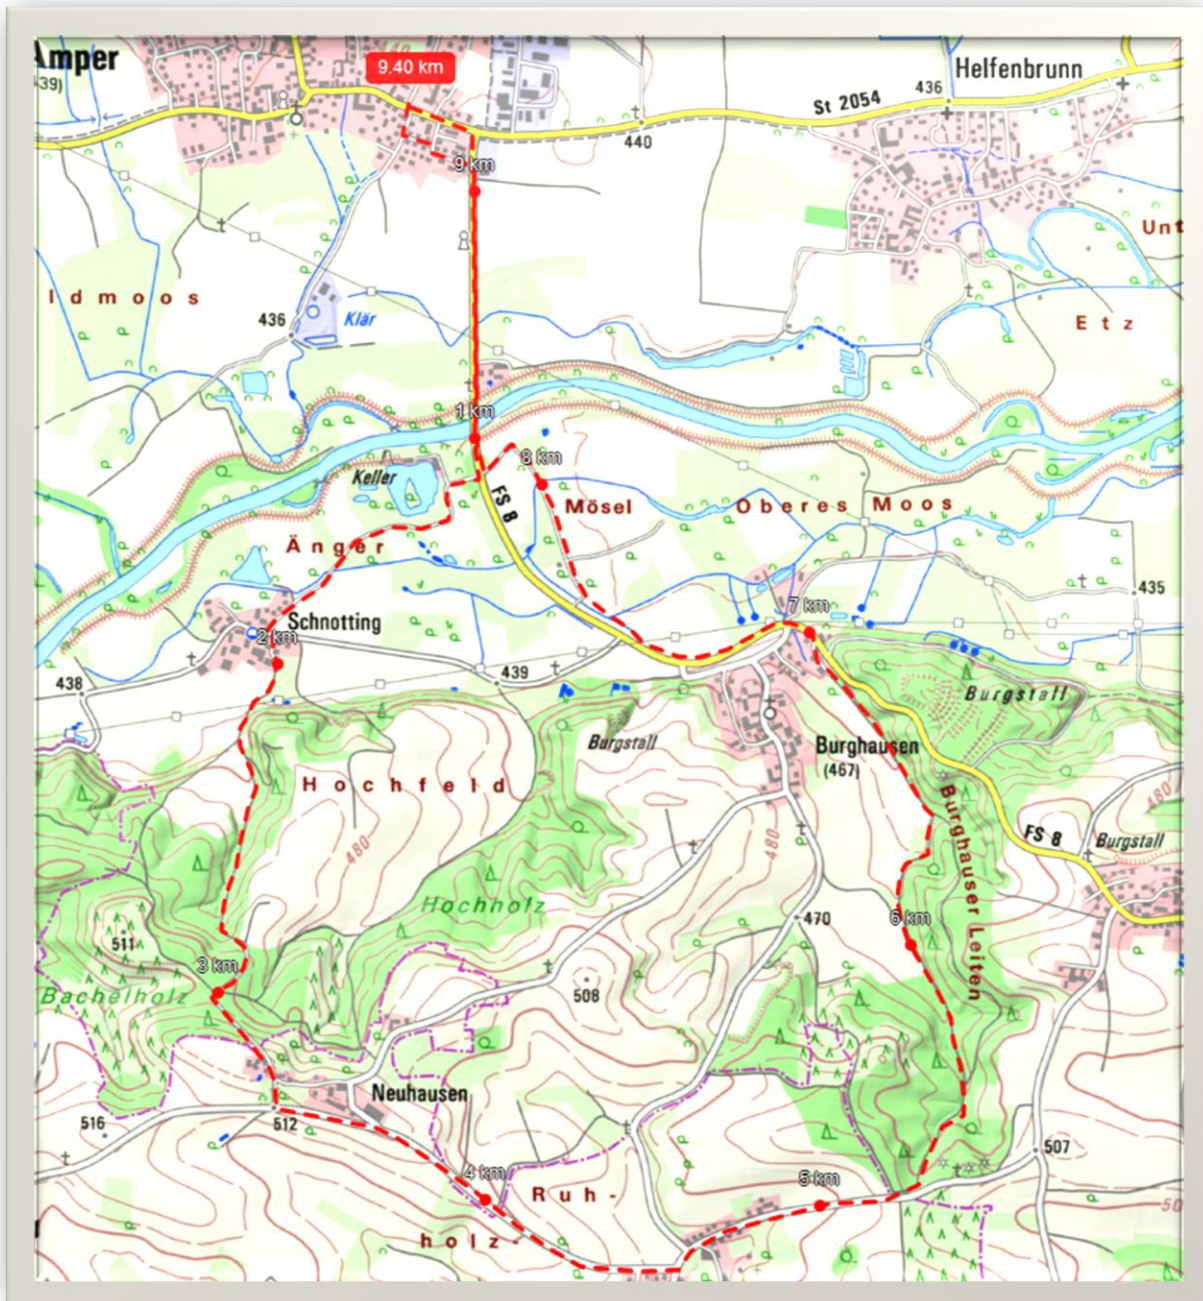 Amper
439)
9.40 km
Helfenbrunn
436
St 2054
440
9 km
Unt
ldmoos
436
Klär
Etz
1 km
Keller
8 km
FS 8
Mösel
Oberes Moos
Änger
435
7 km
Schnotting
2 km
439
438
Burgstall
Burgstall
Burghausen
(467)
Hochfeld
480
480
480
Burghauser Leiten
FS 8
Burgstall
Hochholz
470
6 km
511
3 km
Bachelholz
508
Neuhausen
516
512
507
4 km
5 km
Ruh-
holz-
50